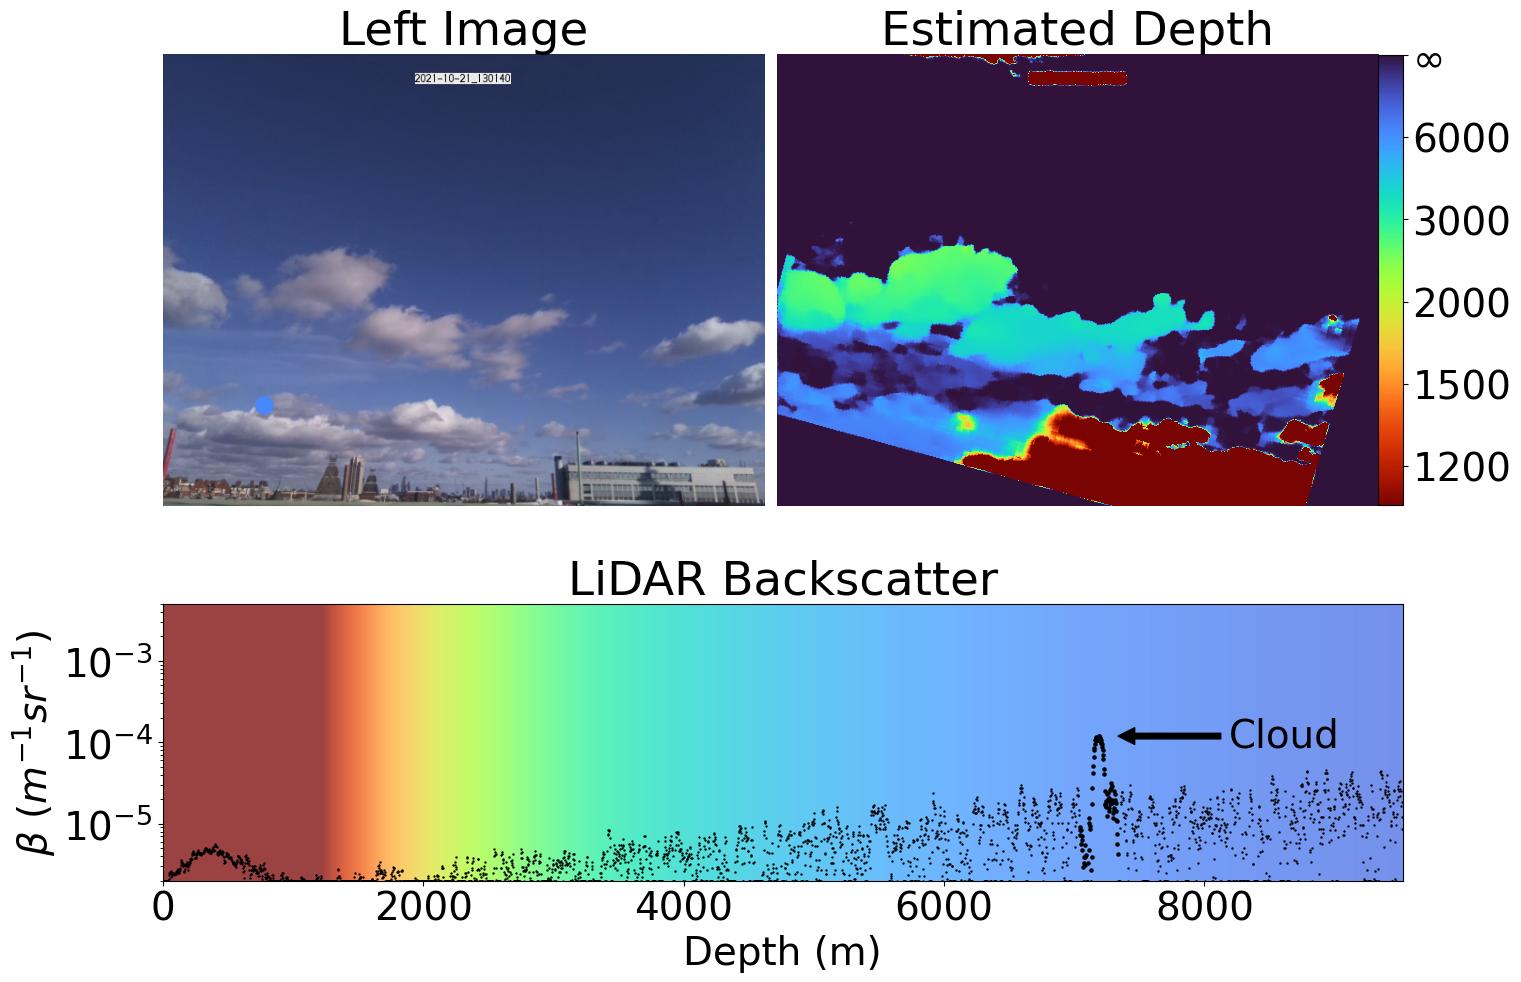 Left Image
Estimated Depth
2021-10-21_130140
∞
6000
3000
2000
1500
1200
LiDAR Backscatter
β (m⁻¹sr⁻¹)
10⁻³
10⁻⁴
10⁻⁵
Cloud
0 2000 4000 6000 8000
Depth (m)